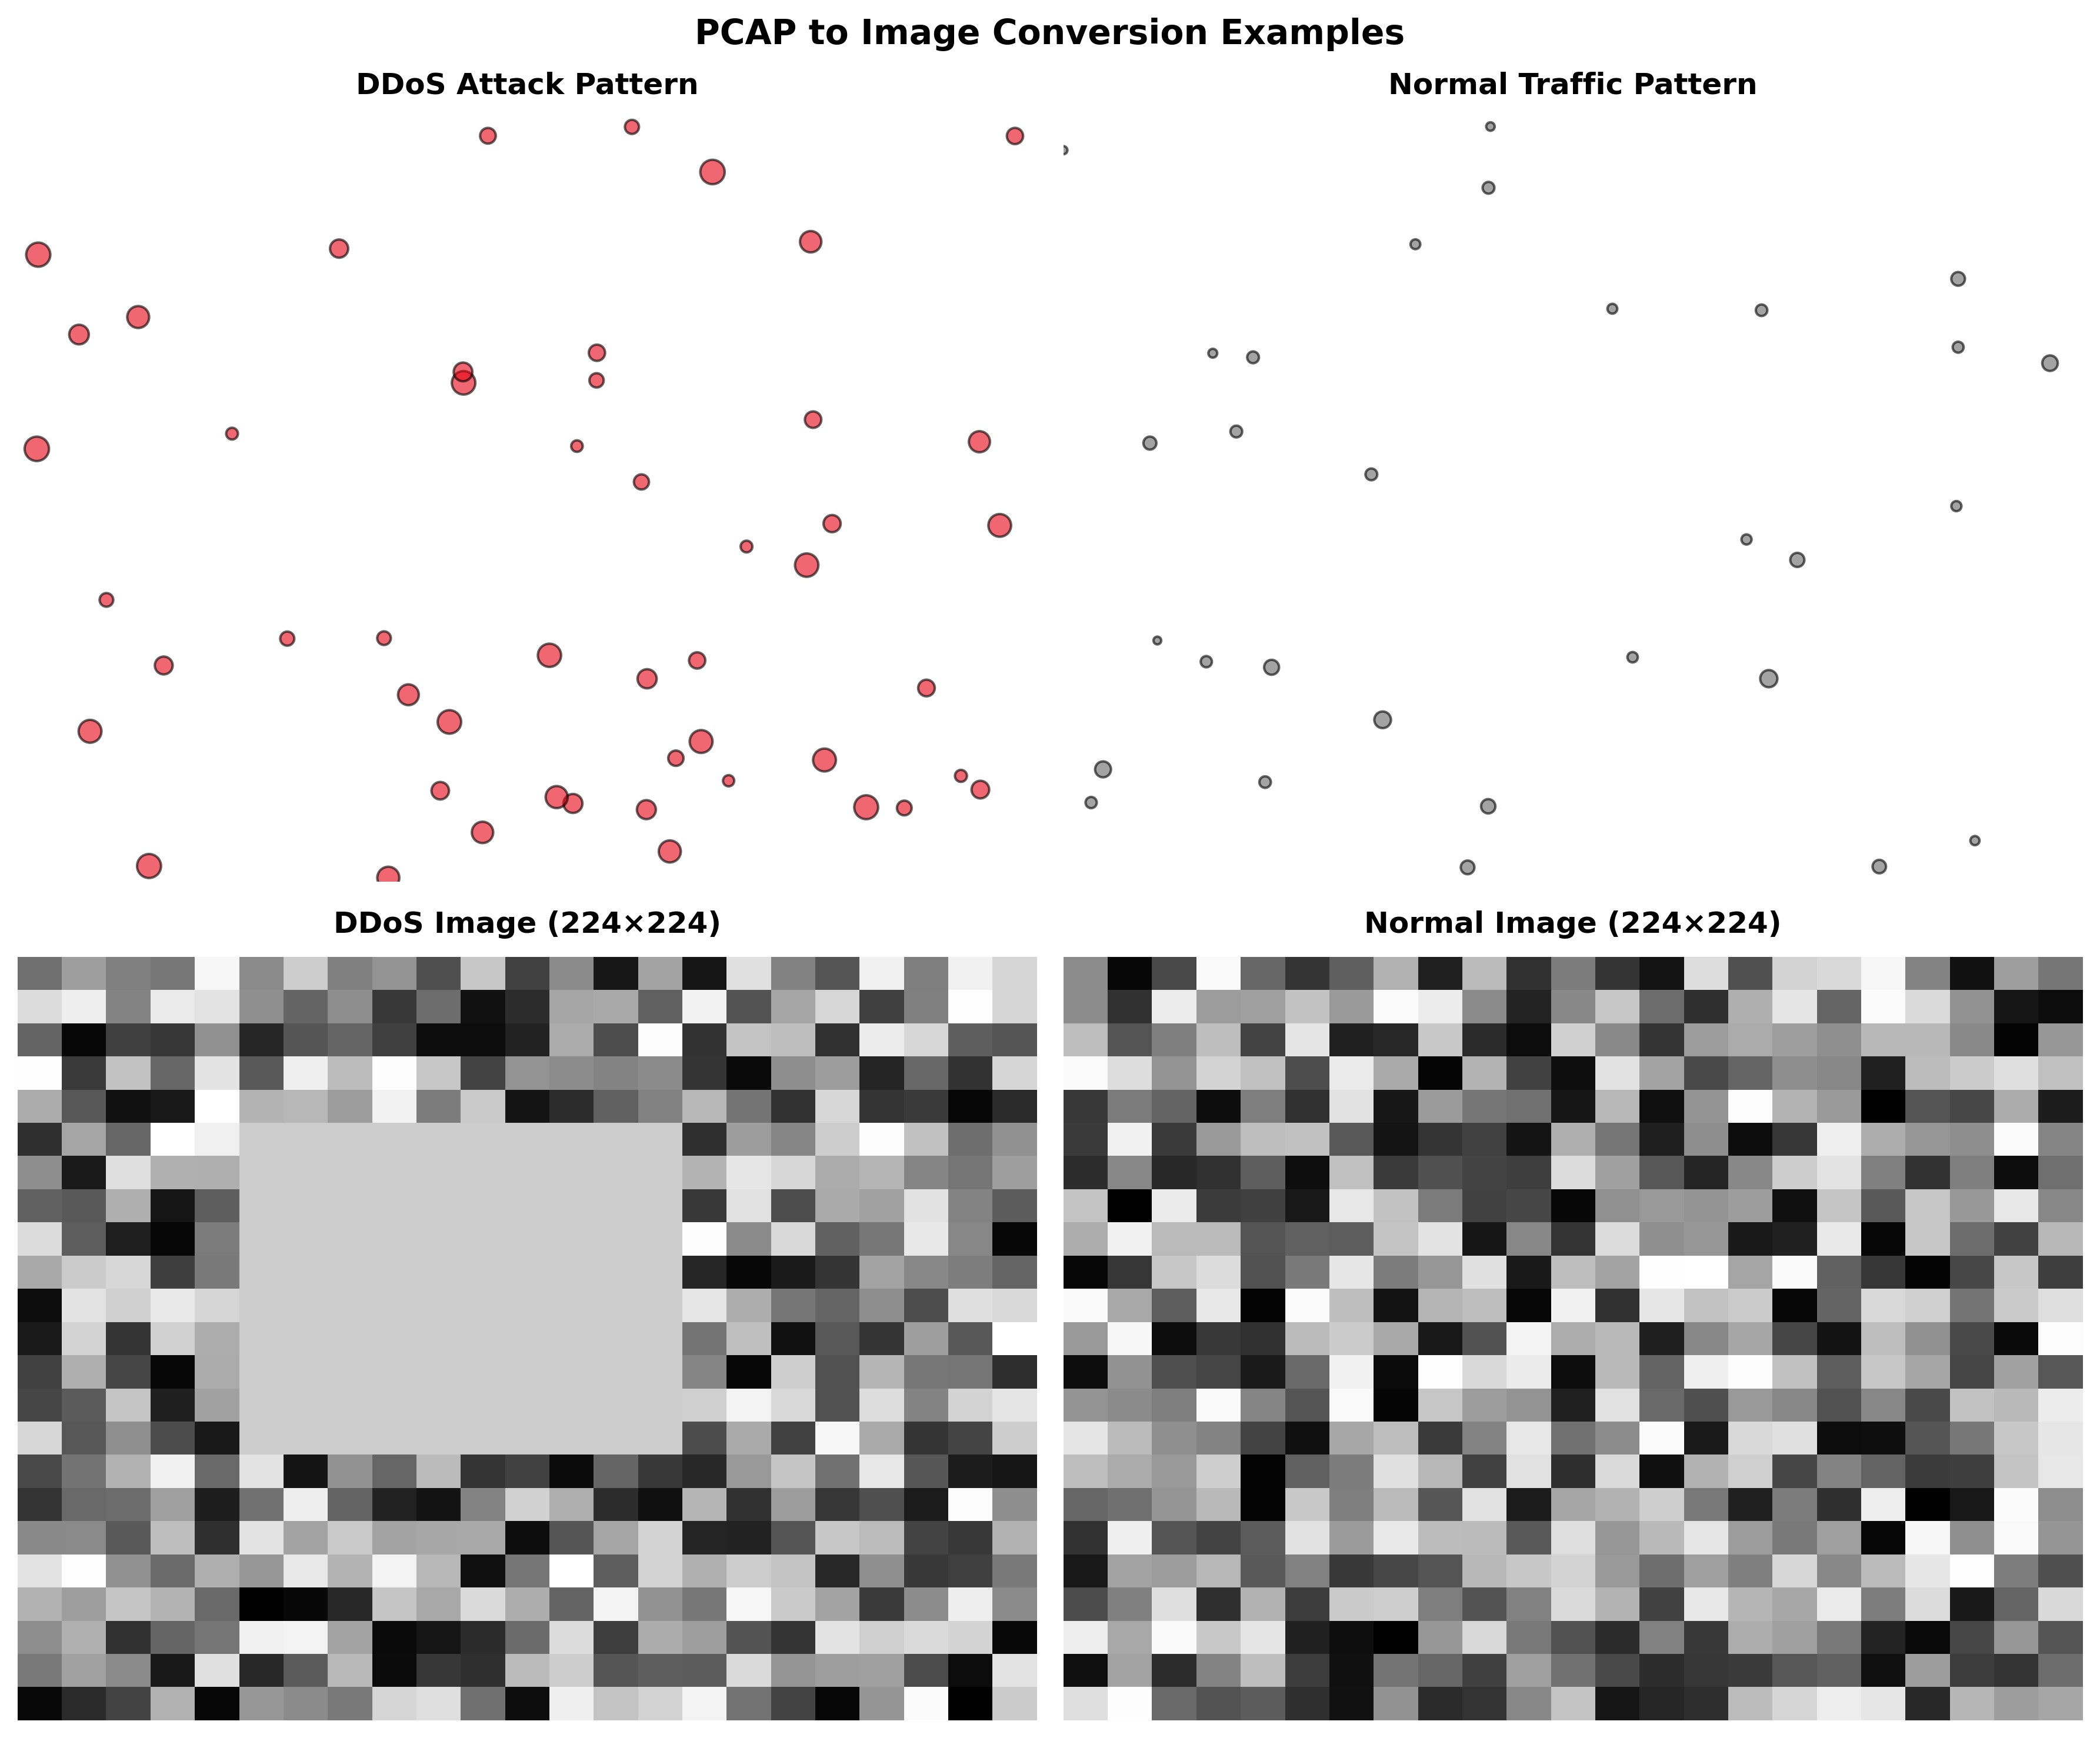 PCAP to Image Conversion Examples
DDoS Attack Pattern
Normal Traffic Pattern
DDoS Image (224×224)
Normal Image (224×224)